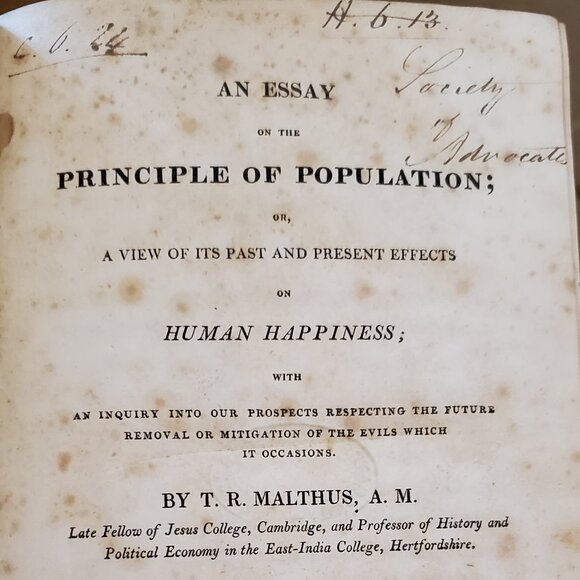 H. 6. 13.
c. 6. 24
Society
of
Advocates
AN ESSAY
ON THE
PRINCIPLE OF POPULATION;
OR,
A VIEW OF ITS PAST AND PRESENT EFFECTS
ON
HUMAN HAPPINESS;
WITH
AN INQUIRY INTO OUR PROSPECTS RESPECTING THE FUTURE
REMOVAL OR MITIGATION OF THE EVILS WHICH
IT OCCASIONS.
BY T. R. MALTHUS, A. M.
Late Fellow of Jesus College, Cambridge, and Professor of History and
Political Economy in the East-India College, Hertfordshire.